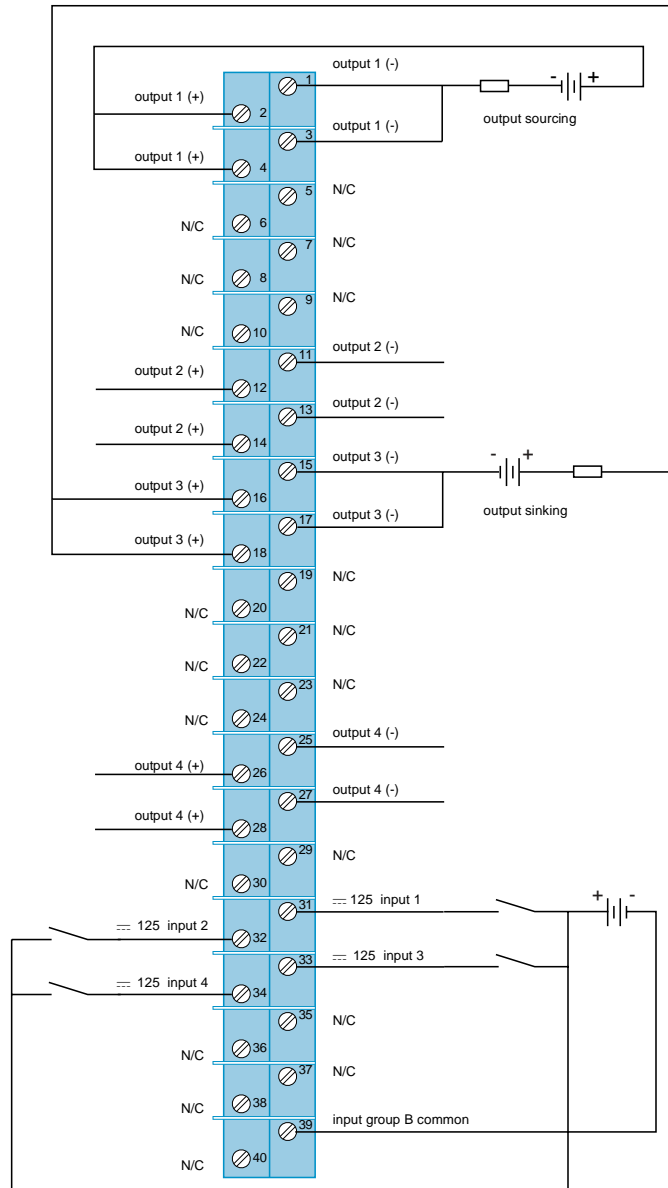 output 1 (-)
1
- +
output 1 (+)
2
output sourcing
output 1 (-)
3
output 1 (+)
4
5
N/C
N/C
6
7
N/C
N/C
8
9
N/C
N/C
10
11
output 2 (-)
output 2 (+)
12
13
output 2 (-)
output 2 (+)
14
15
output 3 (-)
- +
output 3 (+)
16
output sinking
17
output 3 (-)
output 3 (+)
18
19
N/C
N/C
20
21
N/C
N/C
22
23
N/C
N/C
24
25
output 4 (-)
output 4 (+)
26
27
output 4 (-)
output 4 (+)
28
29
N/C
N/C
30
31
⎓ 125 input 1
+ -
⎓ 125 input 2
32
33
⎓ 125 input 3
⎓ 125 input 4
34
35
N/C
N/C
36
37
N/C
N/C
38
39
input group B common
N/C
40